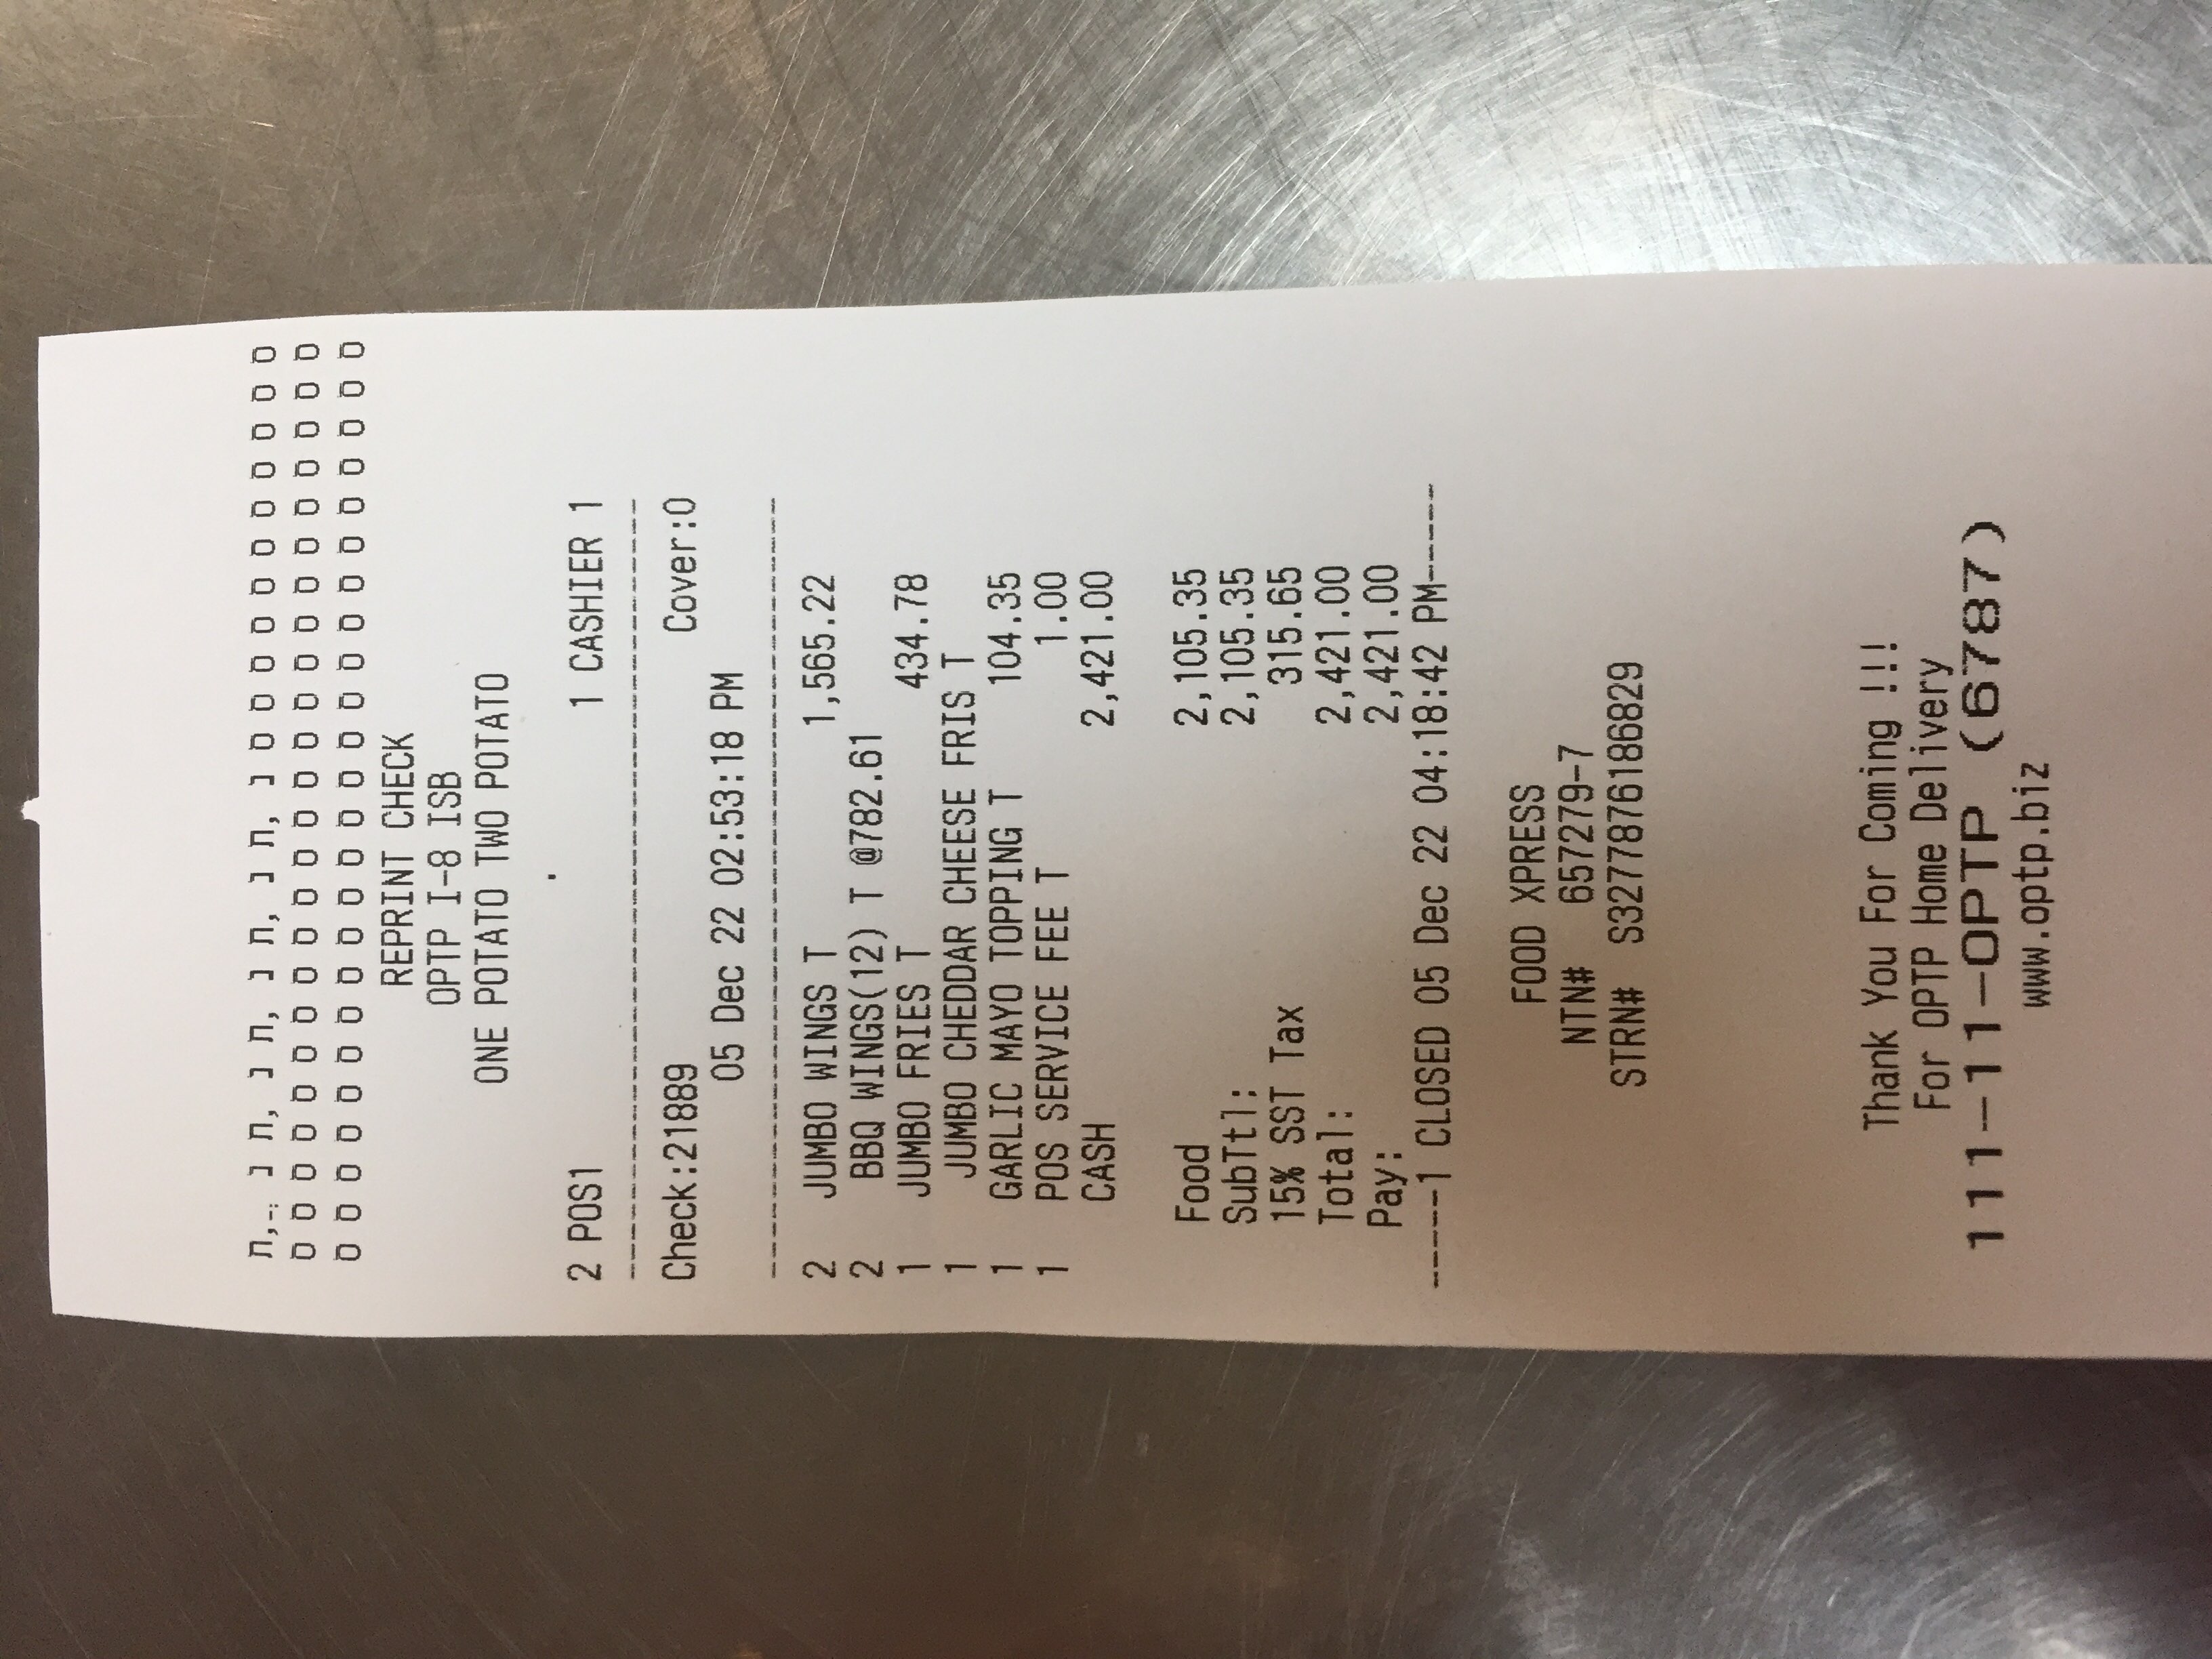 ת,-: נ ת, נ ת, נ ת, נ ת, נ ס ס ס ס ס ס ס ס ס ס ס
ס ס ס ס ס ס ס ס ס ס ס ס ס ס ס ס ס ס ס ס ס ס ס ס
ס ס ס ס ס ס ס ס ס ס ס ס ס ס ס ס ס ס ס ס ס ס ס ס
REPRINT CHECK
OPTP I-8 ISB
ONE POTATO TWO POTATO
.
2 POS1 1 CASHIER 1
----------------------------------------
Check:21889 Cover:0
05 Dec 22 02:53:18 PM
----------------------------------------
2 JUMBO WINGS T 1,565.22
2 BBQ WINGS(12) T @782.61
1 JUMBO FRIES T 434.78
1 JUMBO CHEDDAR CHEESE FRIS T
1 GARLIC MAYO TOPPING T 104.35
1 POS SERVICE FEE T 1.00
CASH 2,421.00
Food 2,105.35
SubTtl: 2,105.35
15% SST Tax 315.65
Total: 2,421.00
Pay: 2,421.00
-----1 CLOSED 05 Dec 22 04:18:42 PM-----
FOOD XPRESS
NTN# 657279-7
STRN# S3277876186829
Thank You For Coming !!!
For OPTP Home Delivery
111-11-OPTP (6787)
www.optp.biz